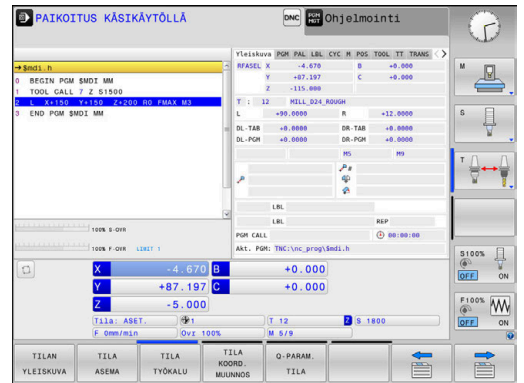 PAIKOITUS KÄSIKÄYTÖLLÄ
DNC PGM MGT Ohjelmointi
→$mdi.h
0 BEGIN PGM $MDI MM
1 TOOL CALL 7 Z S1500
2 L X+150 Y+150 Z+200 R0 FMAX M3
3 END PGM $MDI MM
100% S-OVR
100% F-OVR LIMIT 1
Yleiskuva PGM PAL LBL CYC M POS TOOL TT TRANS
RFASEL X -4.670 B +0.000
Y +87.197 C +0.000
Z -115.000
T : 12 MILL_D24_ROUGH
L +90.0000 R +12.0000
DL-TAB +0.0000 DR-TAB +0.0000
DL-PGM +0.0000 DR-PGM +0.0000
M5 M9
LBL
LBL REP
PGM CALL 00:00:00
Akt. PGM: TNC:\nc_prog\$mdi.h
X -4.670 B +0.000
Y +87.197 C +0.000
Z -5.000
Tila: ASET. 1 T 12 Z S 1800
F 0mm/min Ovr 100% M 5/9
M
S
T
S100%
OFF ON
F100%
OFF ON
TILAN YLEISKUVA
TILA ASEMA
TILA TYÖKALU
TILA KOORD. MUUNNOS
Q-PARAM. TILA